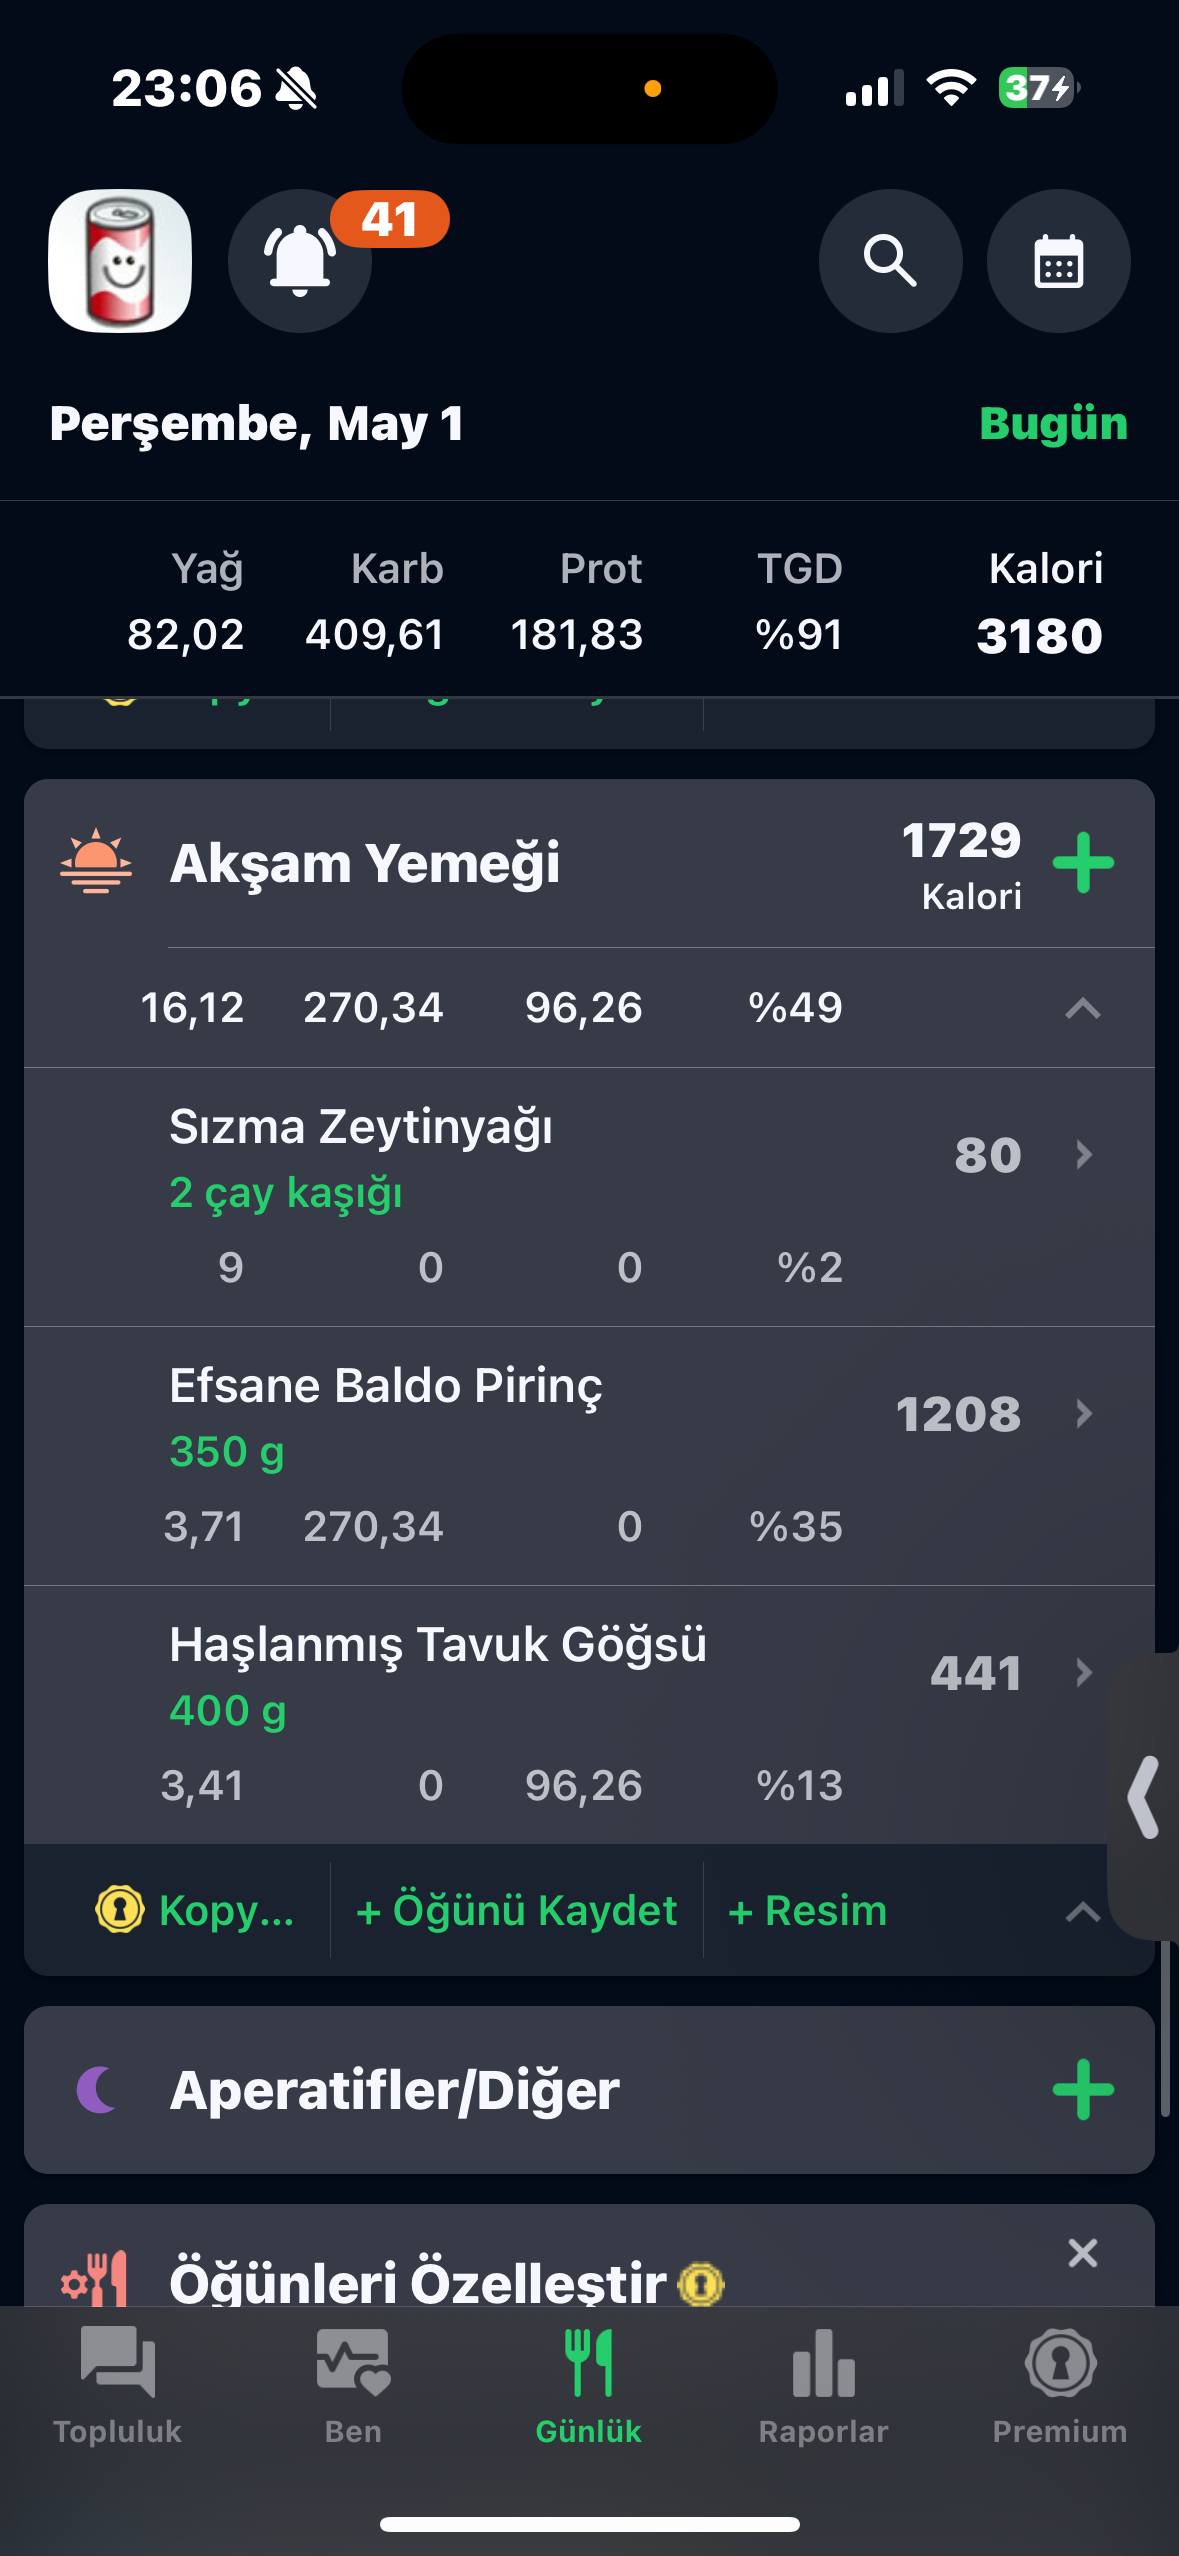 23:06
37
41
Perşembe, May 1 Bugün
Yağ Karb Prot TGD Kalori
82,02 409,61 181,83 %91 3180
Akşam Yemeği 1729
Kalori
16,12 270,34 96,26 %49
Sızma Zeytinyağı 80
2 çay kaşığı
9 0 0 %2
Efsane Baldo Pirinç 1208
350 g
3,71 270,34 0 %35
Haşlanmış Tavuk Göğsü 441
400 g
3,41 0 96,26 %13
Kopy... + Öğünü Kaydet + Resim
Aperatifler/Diğer
Öğünleri Özelleştir
Topluluk Ben Günlük Raporlar Premium